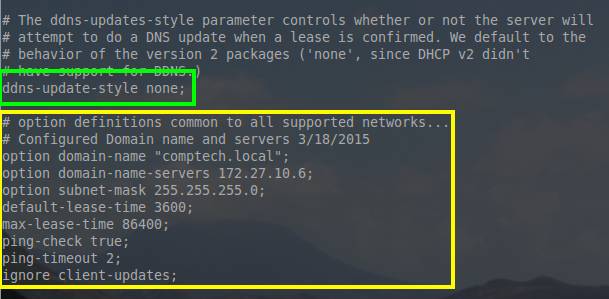 # The ddns-updates-style parameter controls whether or not the server will
# attempt to do a DNS update when a lease is confirmed. We default to the
# behavior of the version 2 packages ('none', since DHCP v2 didn't
# have support for DDNS.)
ddns-update-style none;
# option definitions common to all supported networks...
# Configured Domain name and servers 3/18/2015
option domain-name "comptech.local";
option domain-name-servers 172.27.10.6;
option subnet-mask 255.255.255.0;
default-lease-time 3600;
max-lease-time 86400;
ping-check true;
ping-timeout 2;
ignore client-updates;